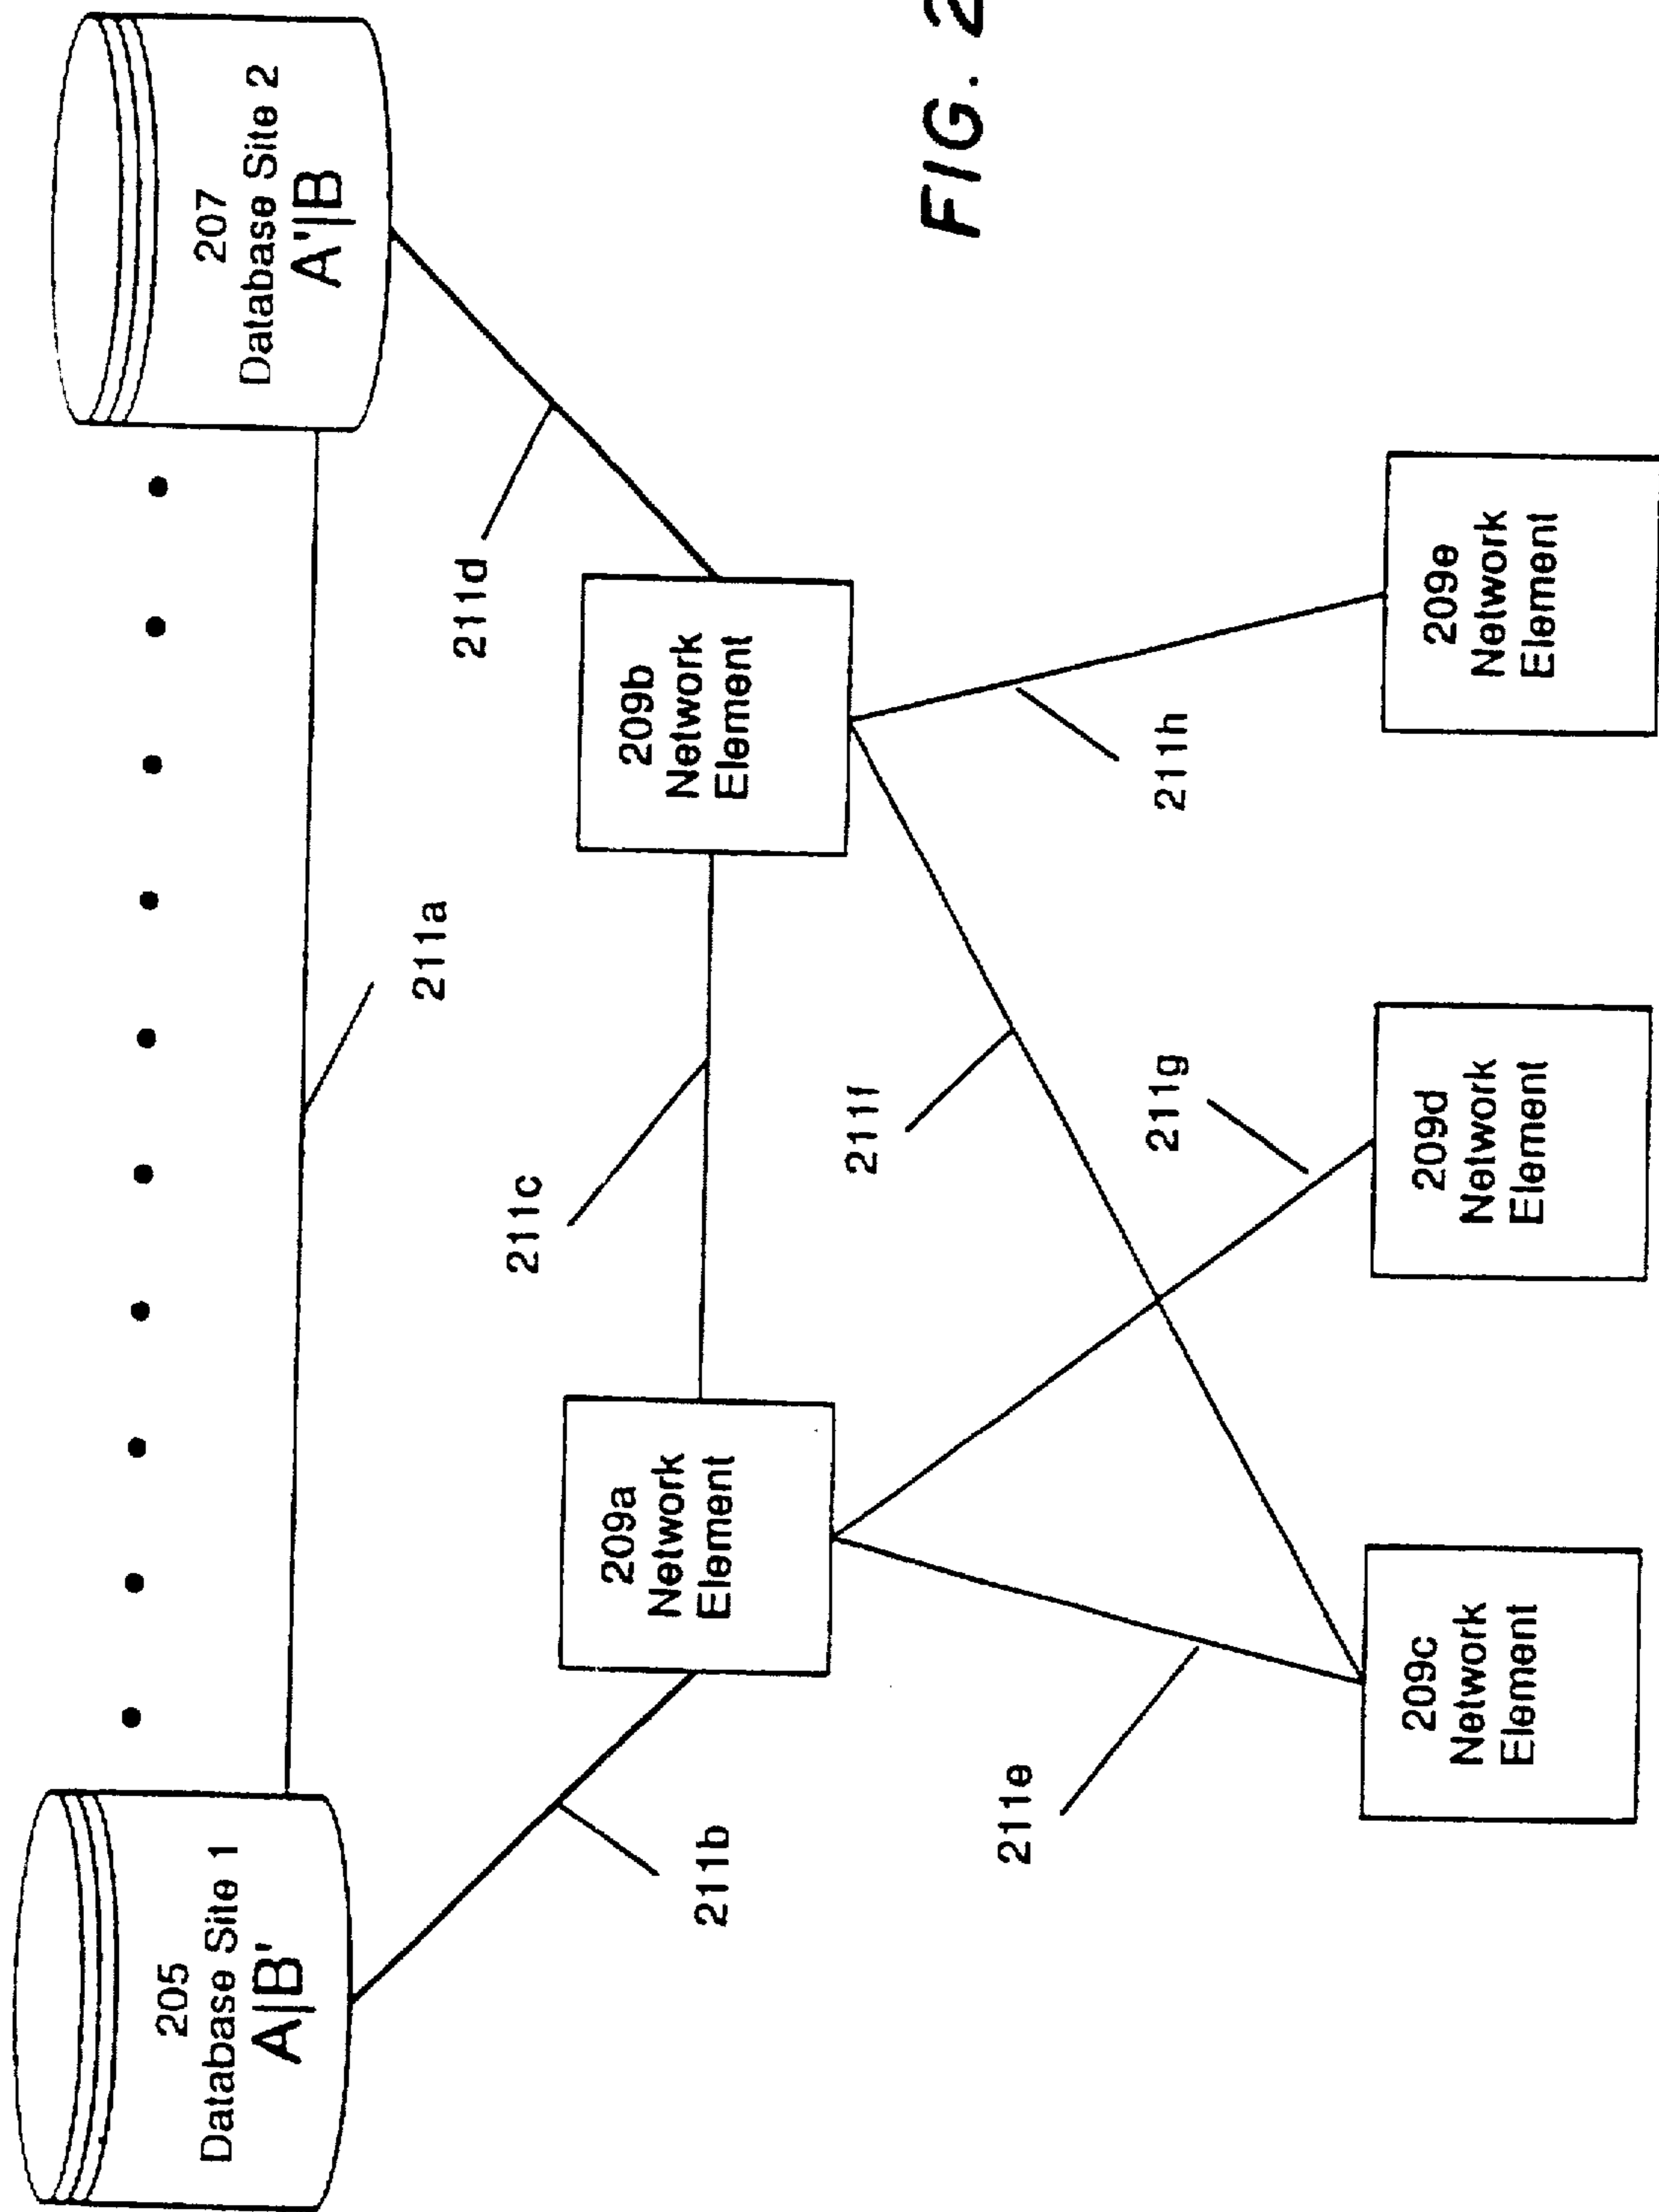 205
Database Site 1
A|B'
207
Database Site 2
A'|B
211a
211b
211c
211d
209a
Network
Element
209b
Network
Element
211e
211f
211g
211h
209c
Network
Element
209d
Network
Element
209e
Network
Element
FIG. 2